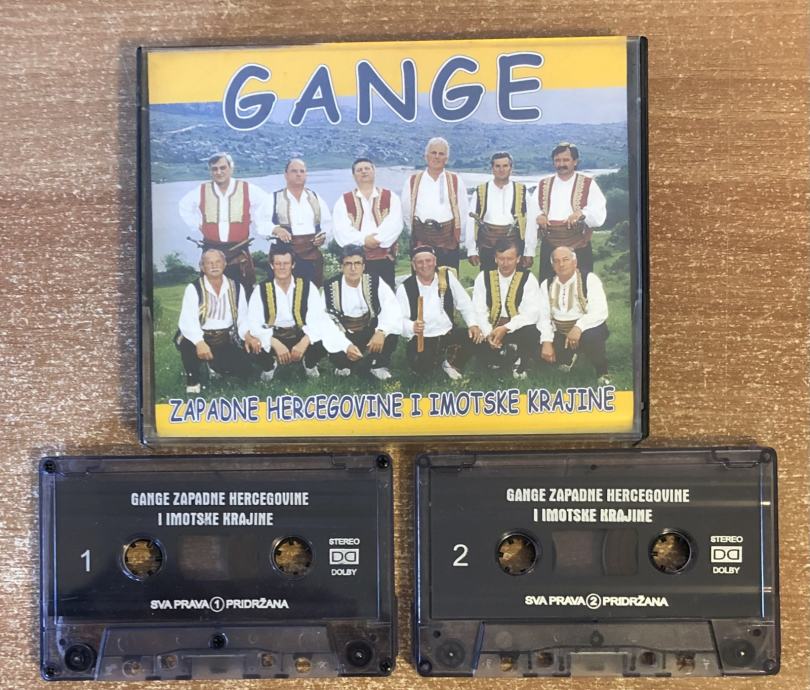 GANGE
ZAPADNE HERCEGOVINE I IMOTSKE KRAJINE
GANGE ZAPADNE HERCEGOVINE
I IMOTSKE KRAJINE
1
STEREO
DOLBY
SVA PRAVA 1 PRIDRŽANA
GANGE ZAPADNE HERCEGOVINE
I IMOTSKE KRAJINE
2
STEREO
DOLBY
SVA PRAVA 2 PRIDRŽANA